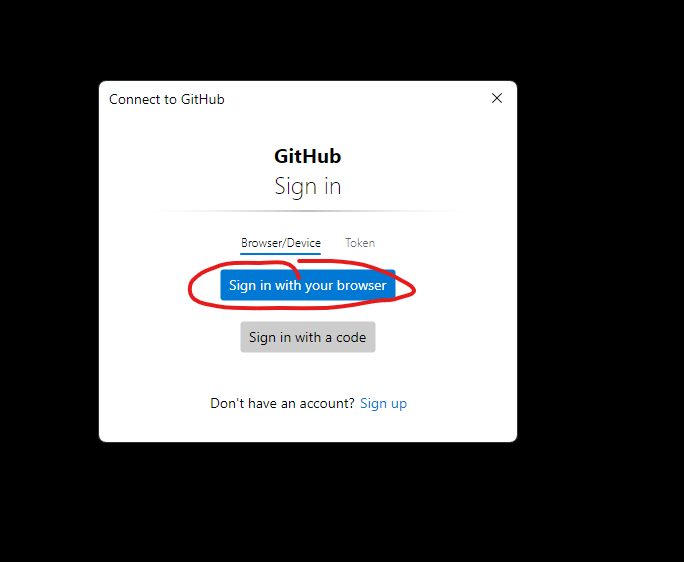 Connect to GitHub
GitHub
Sign in
Browser/Device Token
Sign in with your browser
Sign in with a code
Don't have an account? Sign up